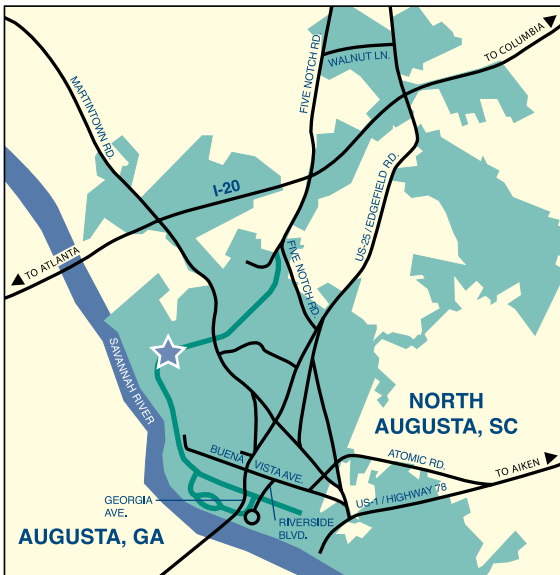 TO COLUMBIA
FIVE NOTCH RD.
WALNUT LN.
MARTINTOWN RD.
I-20
US-25 / EDGEFIELD RD.
TO ATLANTA
FIVE NOTCH RD.
SAVANNAH RIVER
NORTH
AUGUSTA, SC
BUENA VISTA AVE.
ATOMIC RD.
TO AIKEN
US-1 / HIGHWAY 78
GEORGIA
AVE.
RIVERSIDE
BLVD.
AUGUSTA, GA